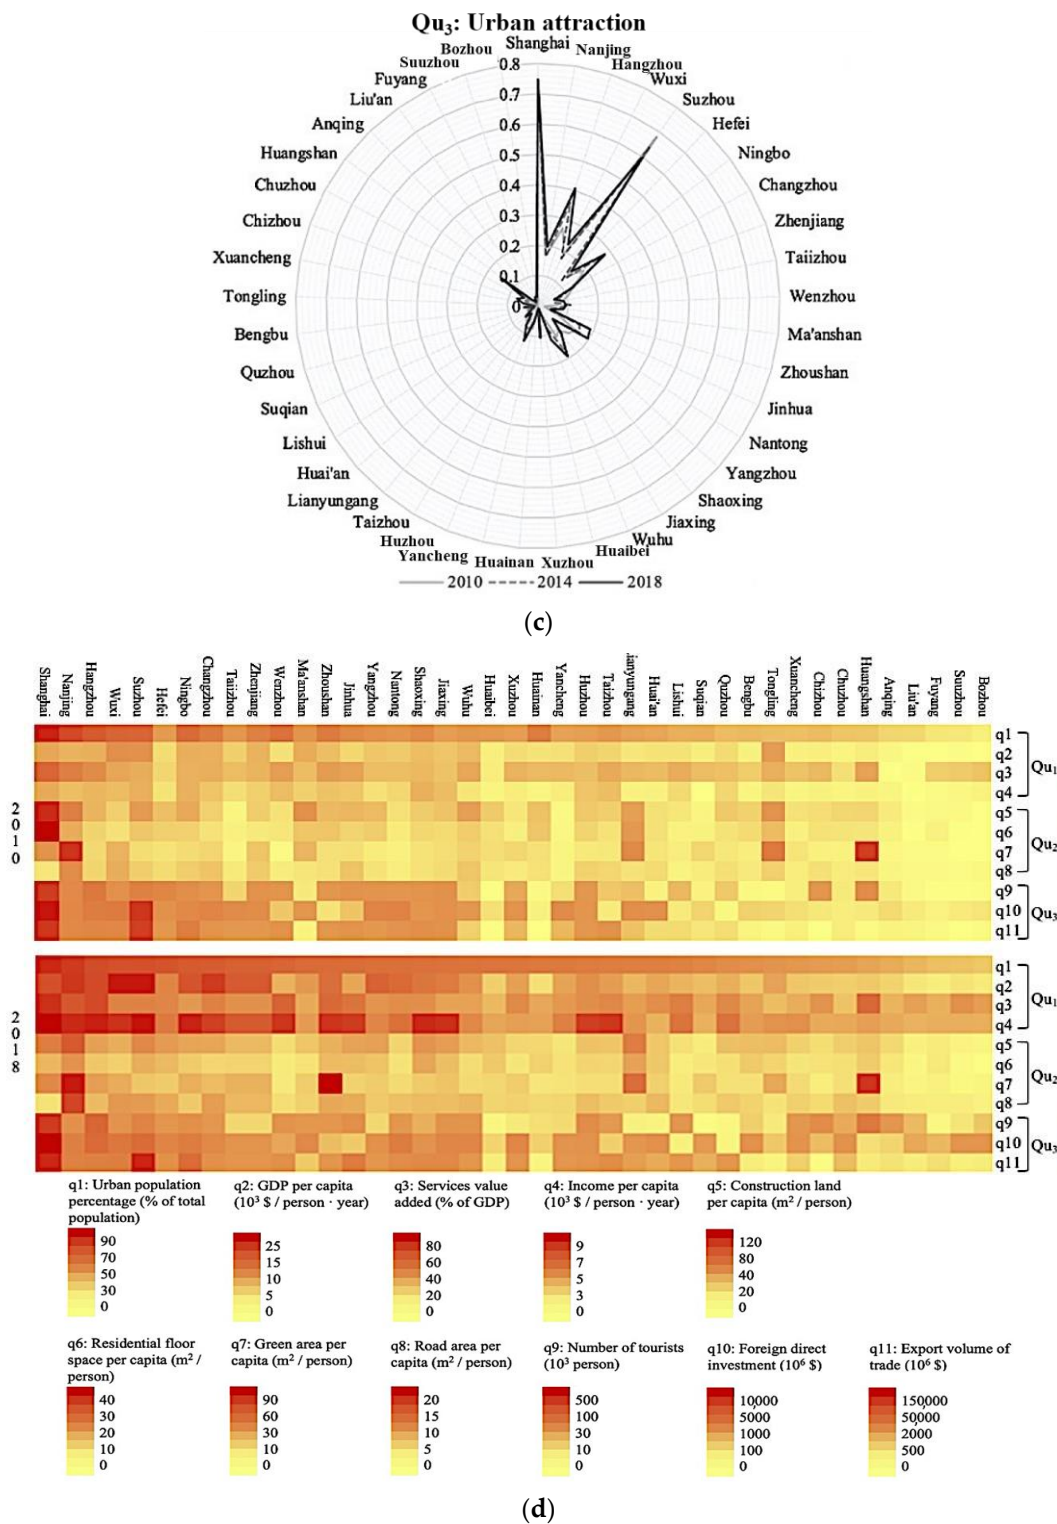 Qu3: Urban attraction
Shanghai
Nanjing
Hangzhou
Wuxi
Suzhou
Hefei
Ningbo
Changzhou
Zhenjiang
Taiizhou
Wenzhou
Ma'anshan
Zhoushan
Jinhua
Nantong
Yangzhou
Shaoxing
Jiaxing
Wuhu
Huaibei
Xuzhou
Huainan
Yancheng
Huzhou
Taizhou
Lianyungang
Huai'an
Lishui
Suqian
Quzhou
Bengbu
Tongling
Xuancheng
Chizhou
Chuzhou
Huangshan
Anqing
Liu'an
Fuyang
Suuzhou
Bozhou
0.8
0.7
0.6
0.5
0.4
0.3
0.2
0.1
0
2010 2014 2018
(c)
Shanghai
Nanjing
Hangzhou
Wuxi
Suzhou
Hefei
Ningbo
Changzhou
Taiizhou
Zhenjiang
Wenzhou
Ma'anshan
Zhoushan
Jinhua
Yangzhou
Nantong
Shaoxing
Jiaxing
Wuhu
Huaibei
Xuzhou
Huainan
Yancheng
Huzhou
Taizhou
ianyungang
Huai'an
Lishui
Suqian
Quzhou
Bengbu
Tongling
Xuancheng
Chizhou
Chuzhou
Huangshan
Anqing
Liu'an
Fuyang
Suuzhou
Bozhou
2010
q1
q2
q3
q4
Qu1
q5
q6
q7
q8
Qu2
q9
q10
q11
Qu3
2018
q1
q2
q3
q4
Qu1
q5
q6
q7
q8
Qu2
q9
q10
q11
Qu3
q1: Urban population
percentage (% of total
population)
90
70
50
30
0
q2: GDP per capita
(10³ $ / person · year)
25
15
10
5
0
q3: Services value
added (% of GDP)
80
60
40
20
0
q4: Income per capita
(10³ $ / person · year)
9
7
5
3
0
q5: Construction land
per capita (m² / person)
120
80
40
20
0
q6: Residential floor
space per capita (m² /
person)
40
30
20
10
0
q7: Green area per
capita (m² / person)
90
60
30
10
0
q8: Road area per
capita (m² / person)
20
15
10
5
0
q9: Number of tourists
(10³ person)
500
100
30
10
0
q10: Foreign direct
investment (10⁶ $)
10,000
5000
1000
100
0
q11: Export volume of
trade (10⁶ $)
150,000
50,000
2000
500
0
(d)